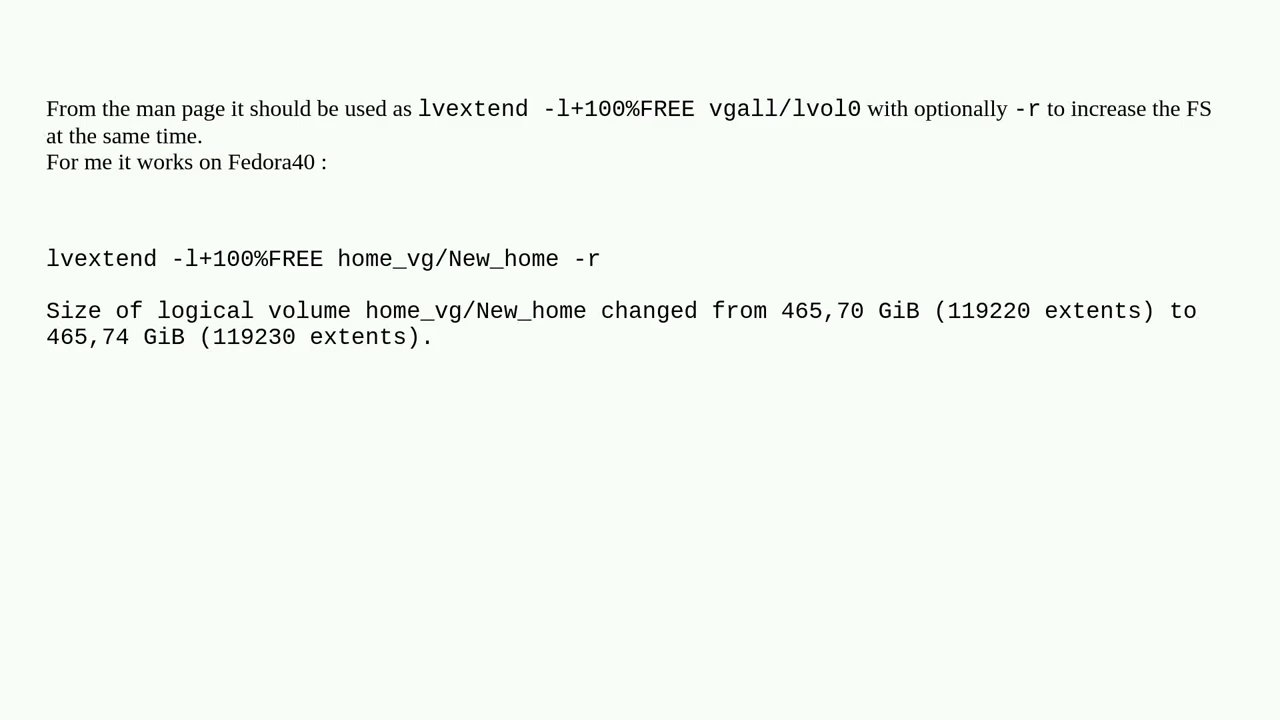 From the man page it should be used as lvextend -l+100%FREE vgall/lvol0 with optionally -r to increase the FS
at the same time.
For me it works on Fedora40 :
lvextend -l+100%FREE home_vg/New_home -r
Size of logical volume home_vg/New_home changed from 465,70 GiB (119220 extents) to
465,74 GiB (119230 extents).